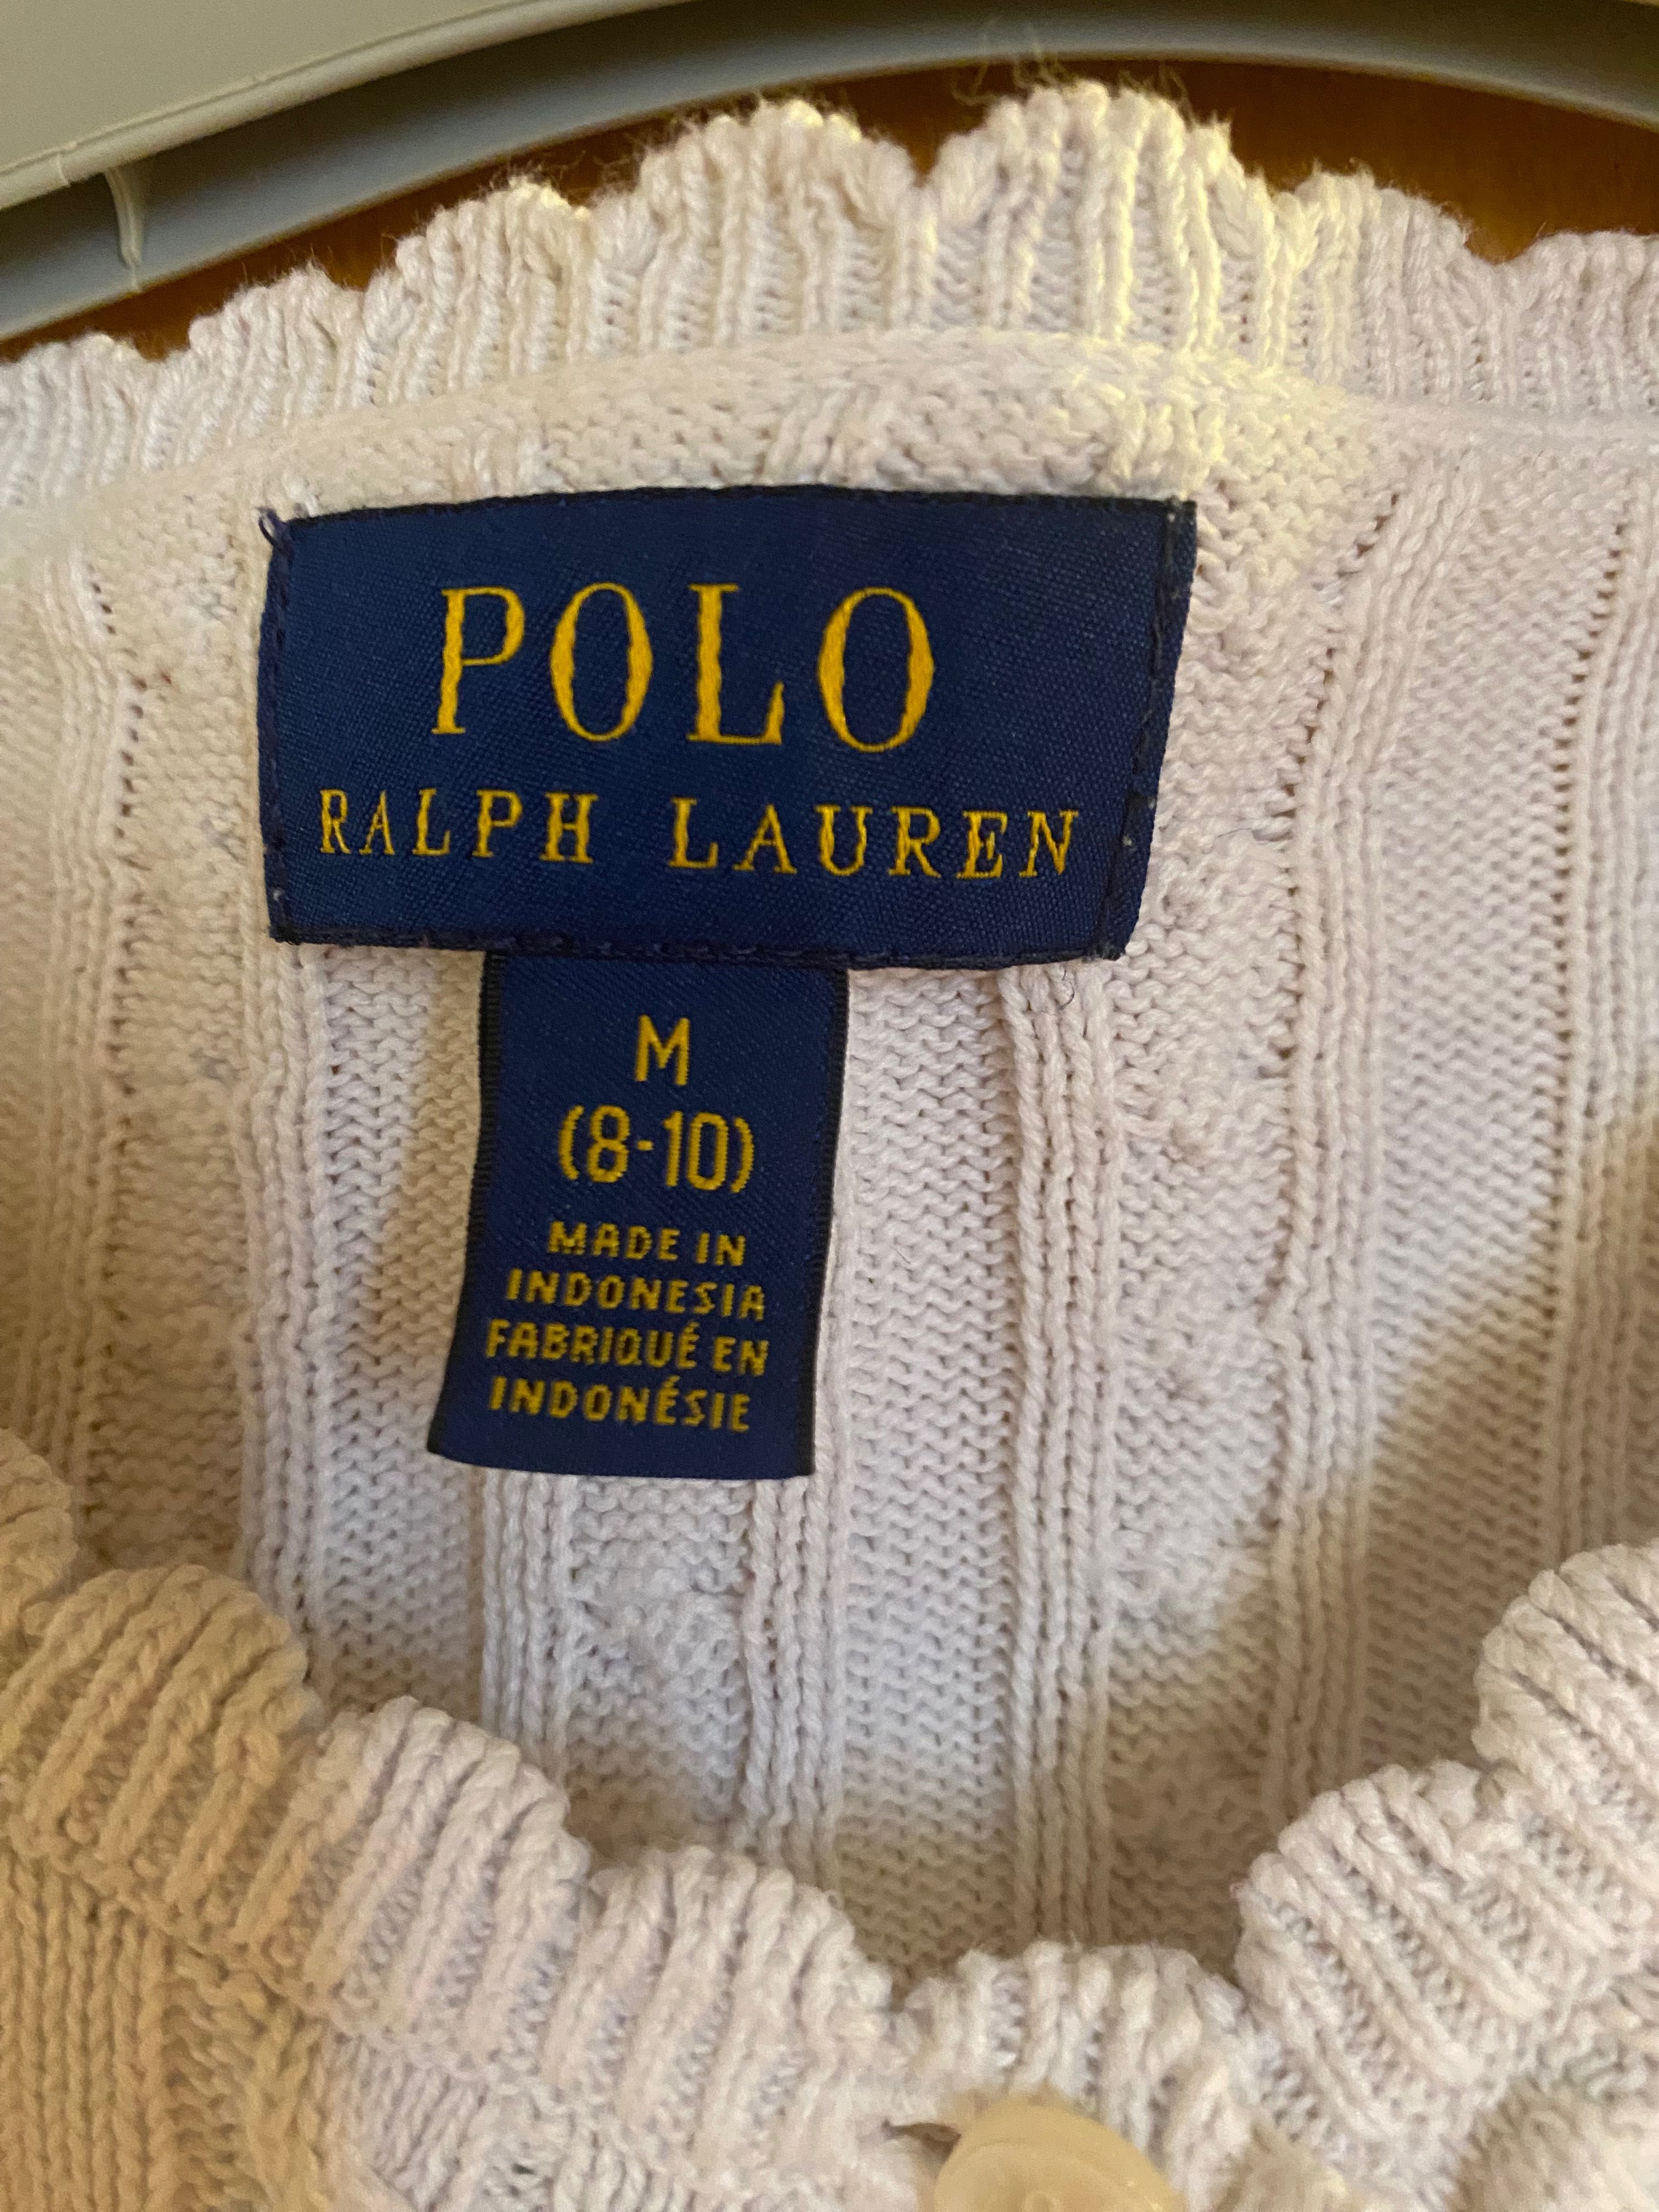 POLO
RALPH LAUREN
M
(8-10)
MADE IN
INDONESIA
FABRIQUÉ EN
INDONÉSIE